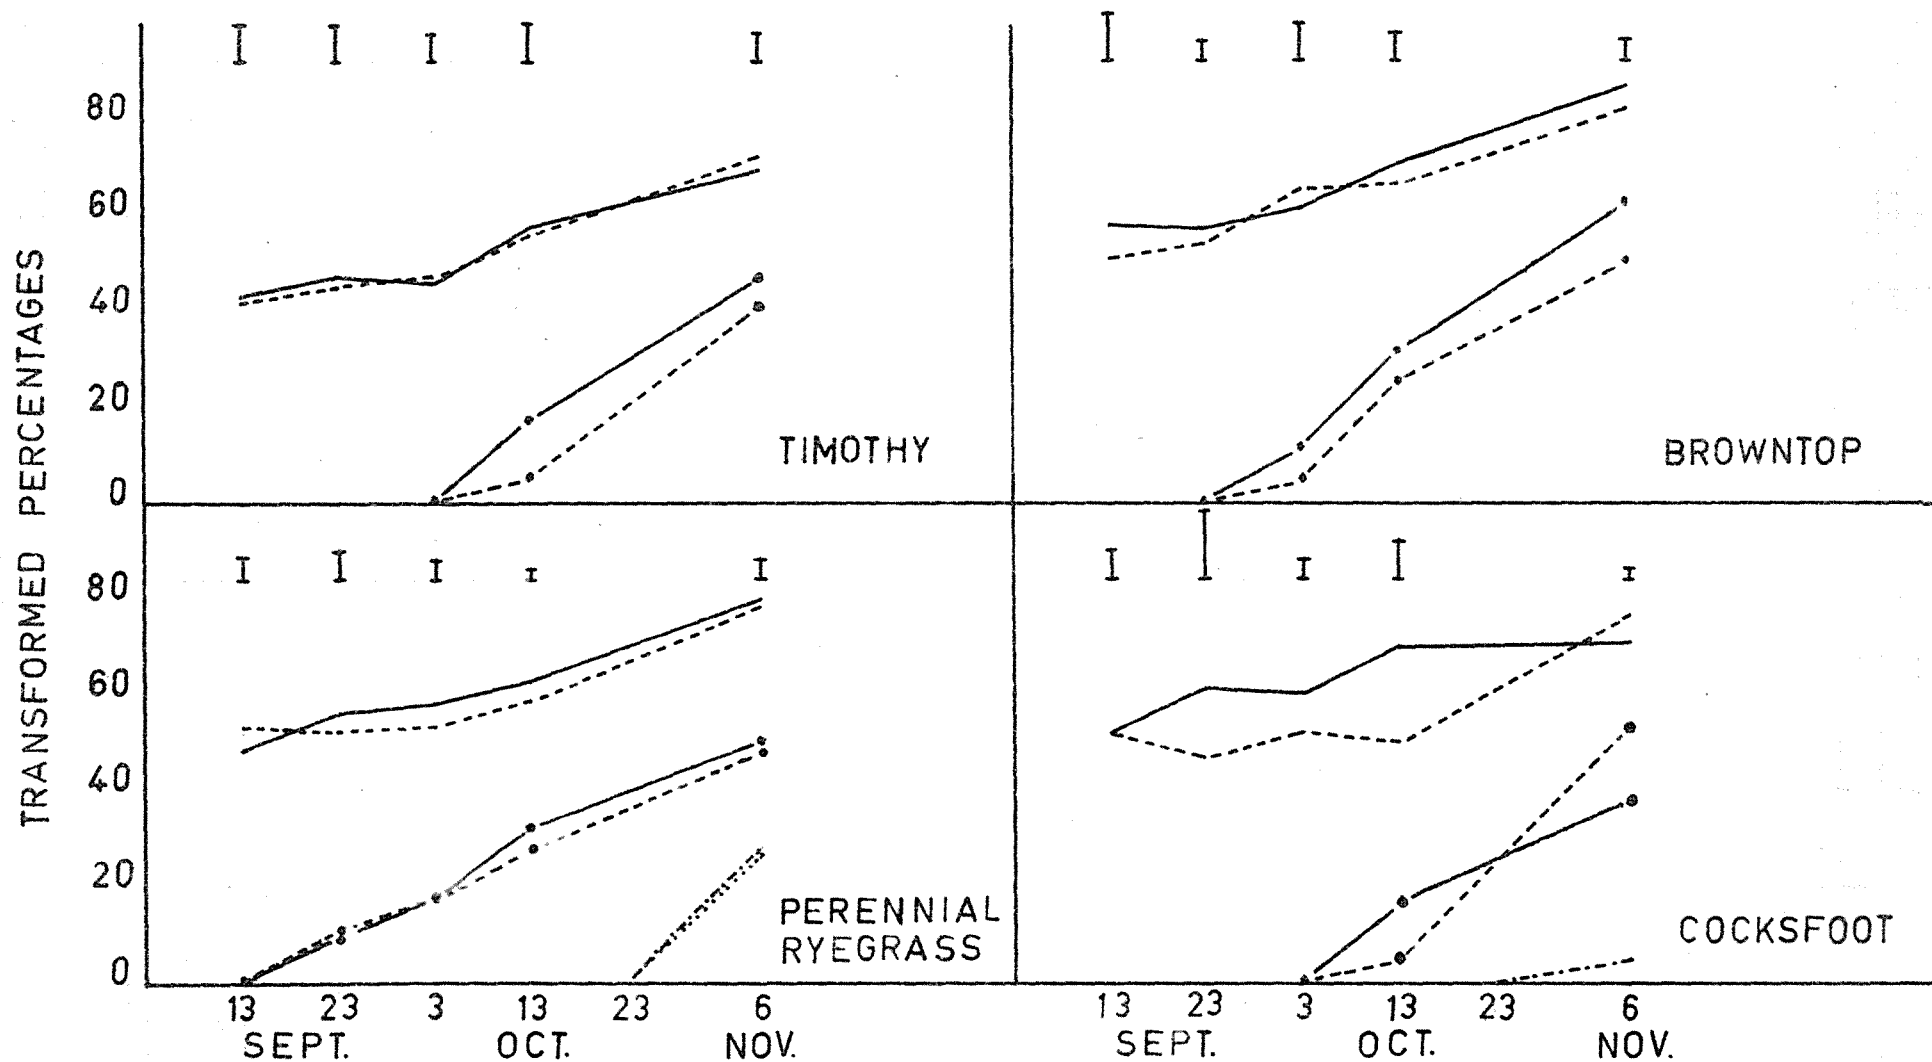 TRANSFORMED PERCENTAGES
80
60
40
20
0
TIMOTHY
BROWNTOP
80
60
40
20
0
PERENNIAL
RYEGRASS
COCKSFOOT
13 23 3 13 23 6
SEPT. OCT. NOV.
13 23 3 13 23 6
SEPT. OCT. NOV.